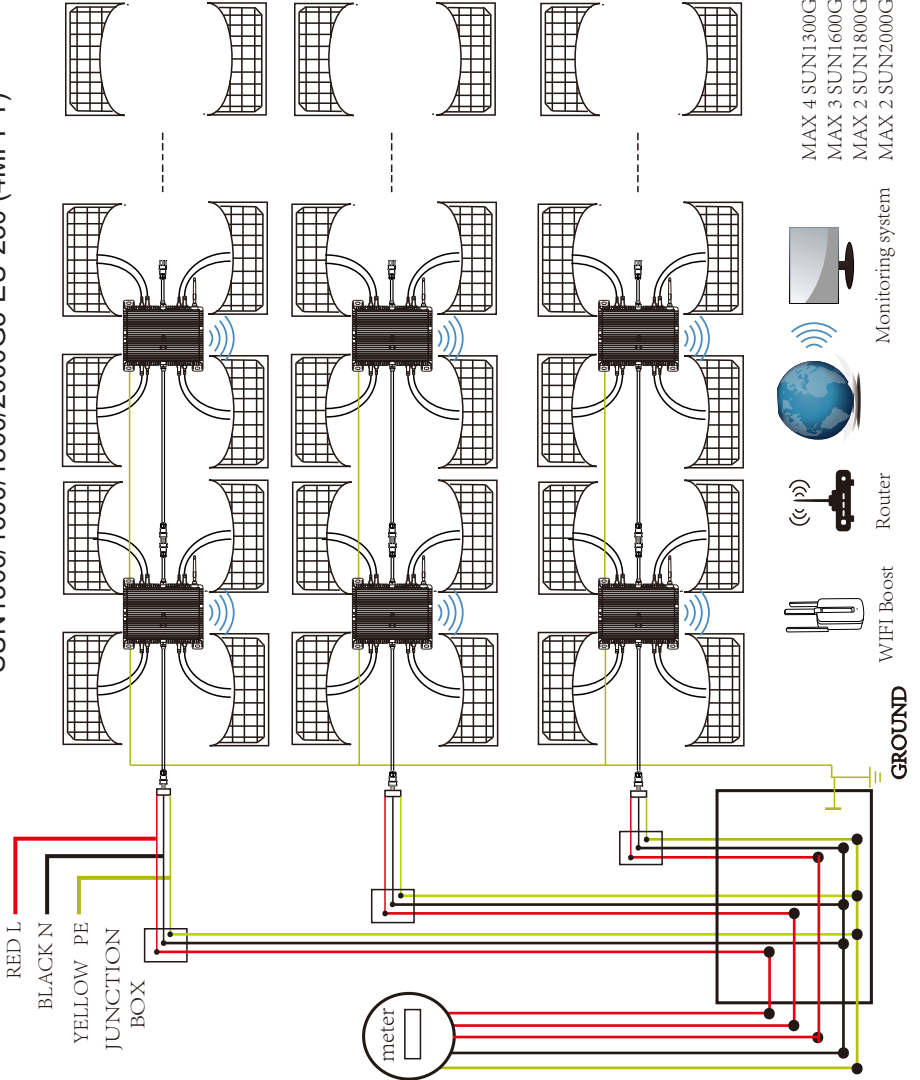 RED L
BLACK N
YELLOW PE
JUNCTION
BOX
meter
GROUND
WIFI Boost
Router
Monitoring system
MAX 4 SUN1300G
MAX 3 SUN1600G
MAX 2 SUN1800G
MAX 2 SUN2000G